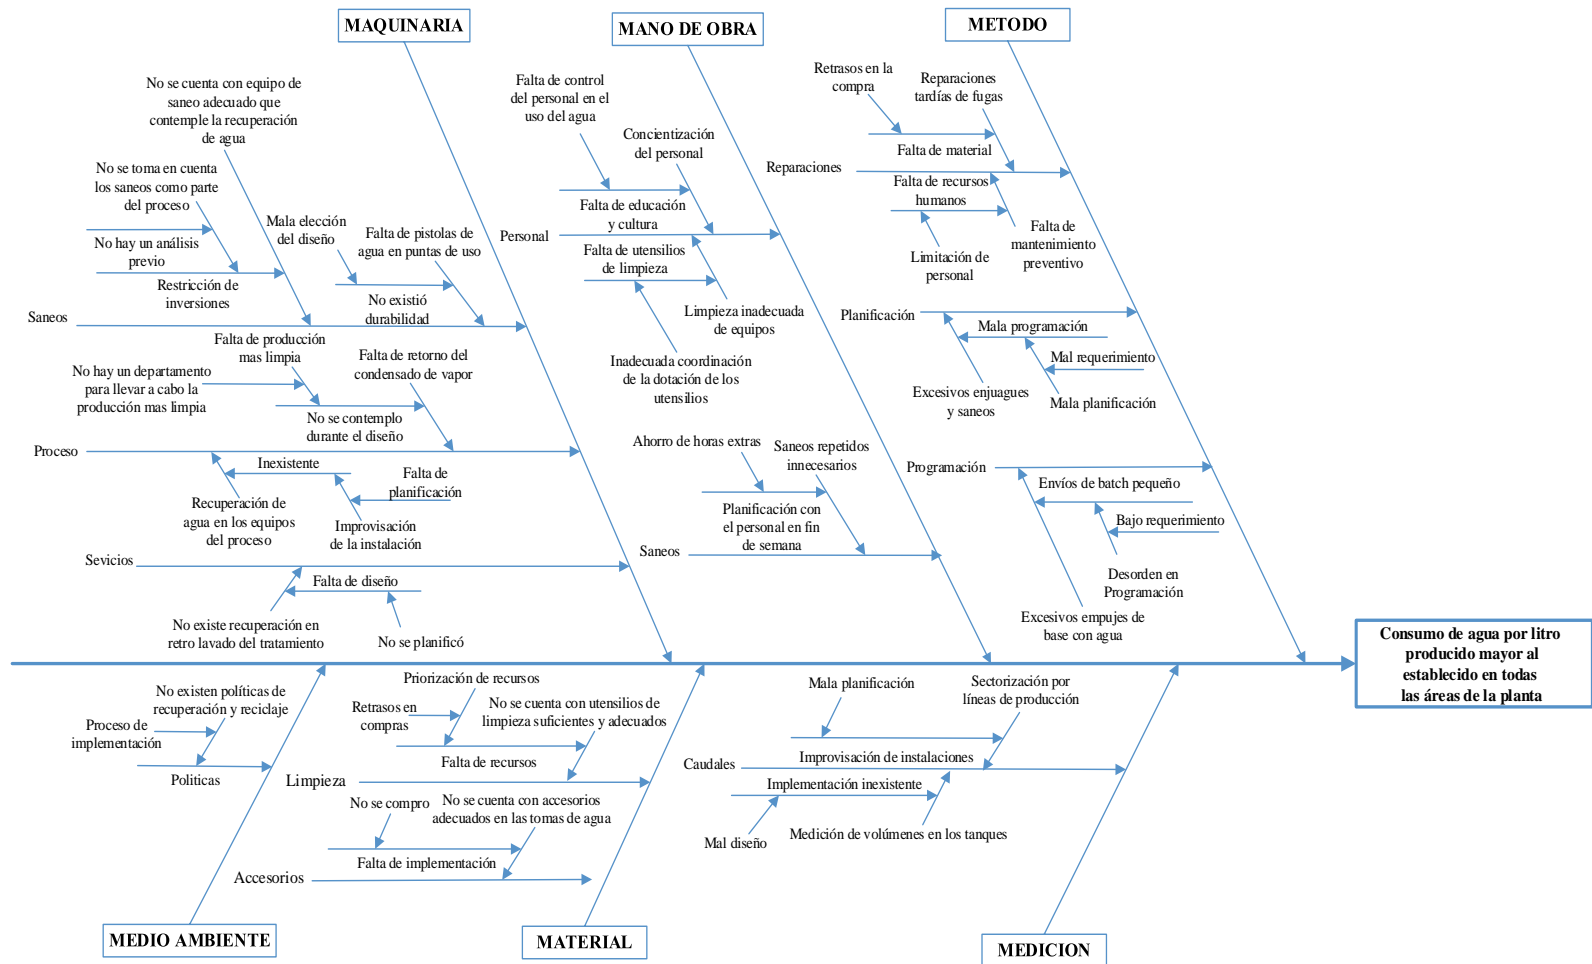 MAQUINARIA
MANO DE OBRA
METODO
No se cuenta con equipo de
saneo adecuado que
contemple la recuperación
de agua
No se toma en cuenta
los saneos como parte
del proceso
No hay un análisis
previo
Restricción de
inversiones
Mala elección
del diseño
Falta de pistolas de
agua en puntas de uso
No existió
durabilidad
Saneos
Falta de producción
mas limpia
No hay un departamento
para llevar a cabo la
producción mas limpia
Falta de retorno del
condensado de vapor
No se contemplo
durante el diseño
Proceso
Inexistente
Falta de
planificación
Recuperación de
agua en los equipos
del proceso
Improvisación
de la instalación
Sevicios
Falta de diseño
No existe recuperación en
retro lavado del tratamiento
No se planificó
Falta de control
del personal en el
uso del agua
Concientización
del personal
Falta de educación
y cultura
Personal
Falta de utensilios
de limpieza
Limpieza inadecuada
de equipos
Inadecuada coordinación
de la dotación de los
utensilios
Ahorro de horas extras
Saneos repetidos
innecesarios
Planificación con
el personal en fin
de semana
Saneos
Retrasos en la
compra
Reparaciones
tardías de fugas
Falta de material
Reparaciones
Falta de recursos
humanos
Limitación de
personal
Falta de
mantenimiento
preventivo
Planificación
Mala programación
Mal requerimiento
Excesivos enjuagues
y saneos
Mala planificación
Programación
Envíos de batch pequeño
Bajo requerimiento
Desorden en
Programación
Excesivos empujes de
base con agua
Consumo de agua por litro
producido mayor al
establecido en todas
las áreas de la planta
No existen políticas de
recuperación y reciclaje
Proceso de
implementación
Politicas
Priorización de recursos
Retrasos en
compras
No se cuenta con utensilios de
limpieza suficientes y adecuados
Falta de recursos
Limpieza
No se compro
No se cuenta con accesorios
adecuados en las tomas de agua
Falta de implementación
Accesorios
Mala planificación
Sectorización por
líneas de producción
Improvisación de instalaciones
Caudales
Implementación inexistente
Mal diseño
Medición de volúmenes en los tanques
MEDIO AMBIENTE
MATERIAL
MEDICION